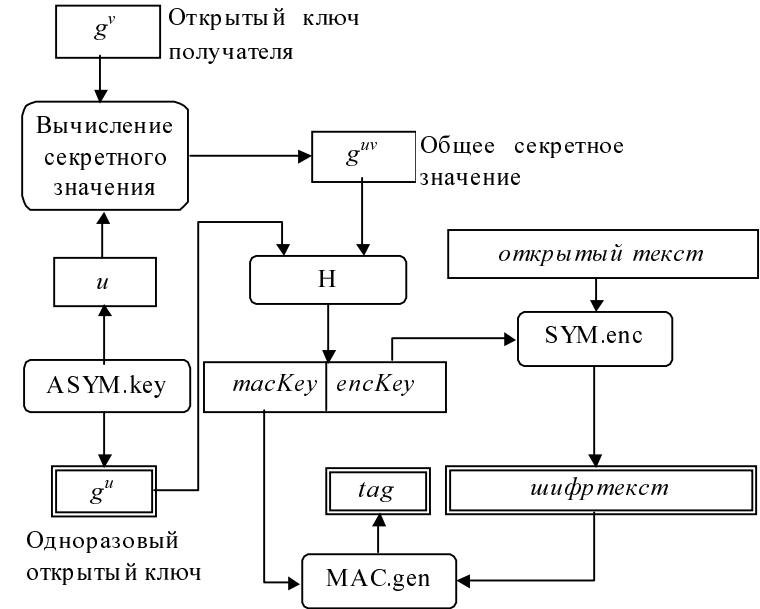 g^v
Открытый ключ
получателя
Вычисление
секретного
значения
g^uv
Общее секретное
значение
u
H
открытый текст
SYM.enc
ASYM.key
macKey encKey
g^u
tag
шифртекст
Одноразовый
открытый ключ
MAC.gen